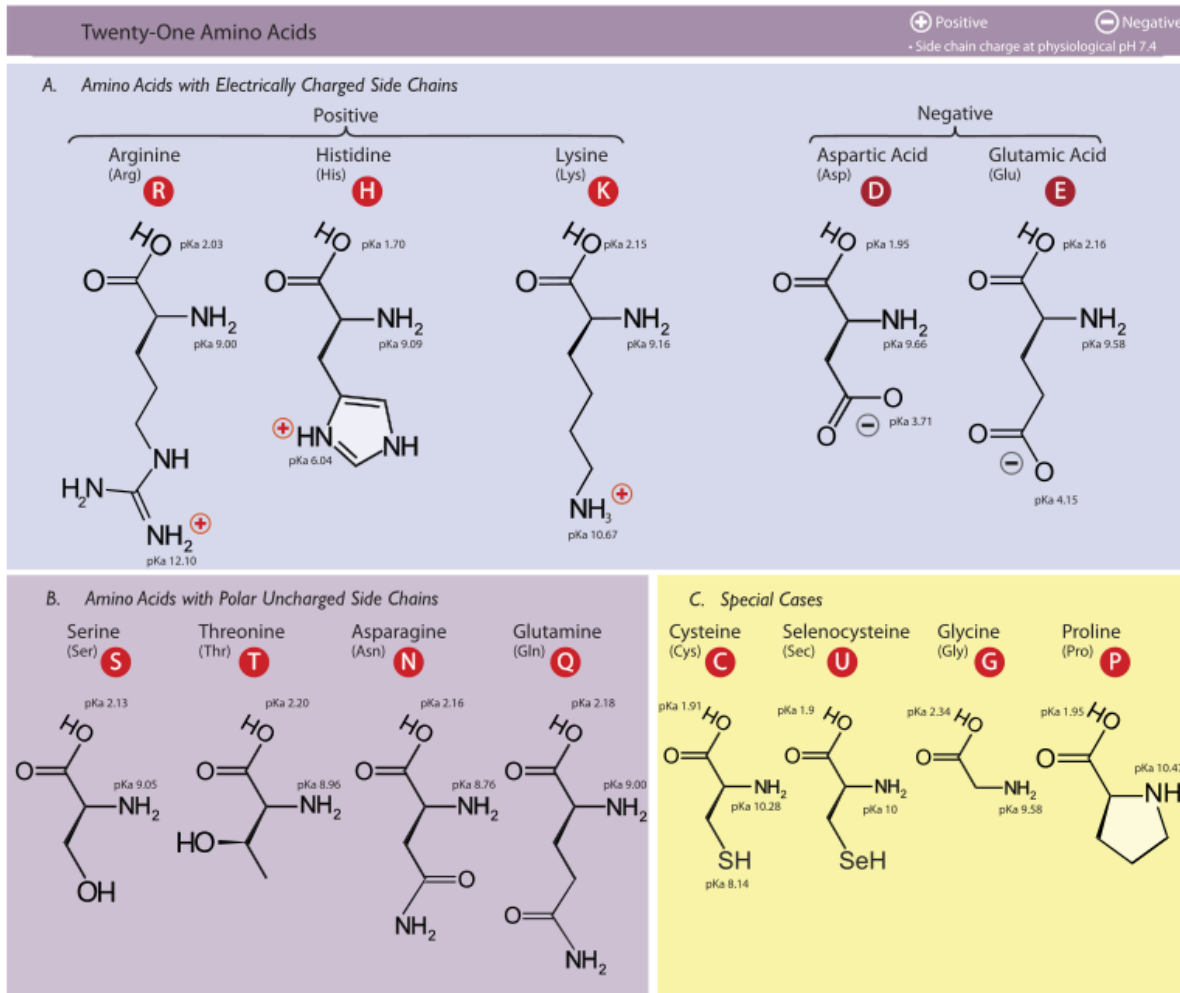 Twenty-One Amino Acids
+ Positive
− Negative
• Side chain charge at physiological pH 7.4
A. Amino Acids with Electrically Charged Side Chains
Positive
Negative
Arginine
(Arg)
R
Histidine
(His)
H
Lysine
(Lys)
K
Aspartic Acid
(Asp)
D
Glutamic Acid
(Glu)
E
HO pKa 2.03
O
NH2
pKa 9.00
NH
H2N
NH2 +
pKa 12.10
HO pKa 1.70
O
NH2
pKa 9.09
+ HN
NH
pKa 6.04
HO pKa 2.15
O
NH2
pKa 9.16
NH3 +
pKa 10.67
HO pKa 1.95
O
NH2
pKa 9.66
O
O −
pKa 3.71
HO pKa 2.16
O
NH2
pKa 9.58
O
− O
pKa 4.15
B. Amino Acids with Polar Uncharged Side Chains
Serine
(Ser)
S
Threonine
(Thr)
T
Asparagine
(Asn)
N
Glutamine
(Gln)
Q
pKa 2.13
HO
O
pKa 9.05
NH2
OH
pKa 2.20
HO
O
pKa 8.96
NH2
HO
pKa 2.16
HO
O
pKa 8.76
NH2
O
NH2
pKa 2.18
HO
O
pKa 9.00
NH2
O
NH2
C. Special Cases
Cysteine
(Cys)
C
Selenocysteine
(Sec)
U
Glycine
(Gly)
G
Proline
(Pro)
P
pKa 1.91 HO
O
NH2
pKa 10.28
SH
pKa 8.14
pKa 1.9 HO
O
NH2
pKa 10
SeH
pKa 2.34 HO
O
NH2
pKa 9.58
pKa 1.95 HO
O
pKa 10.47
NH